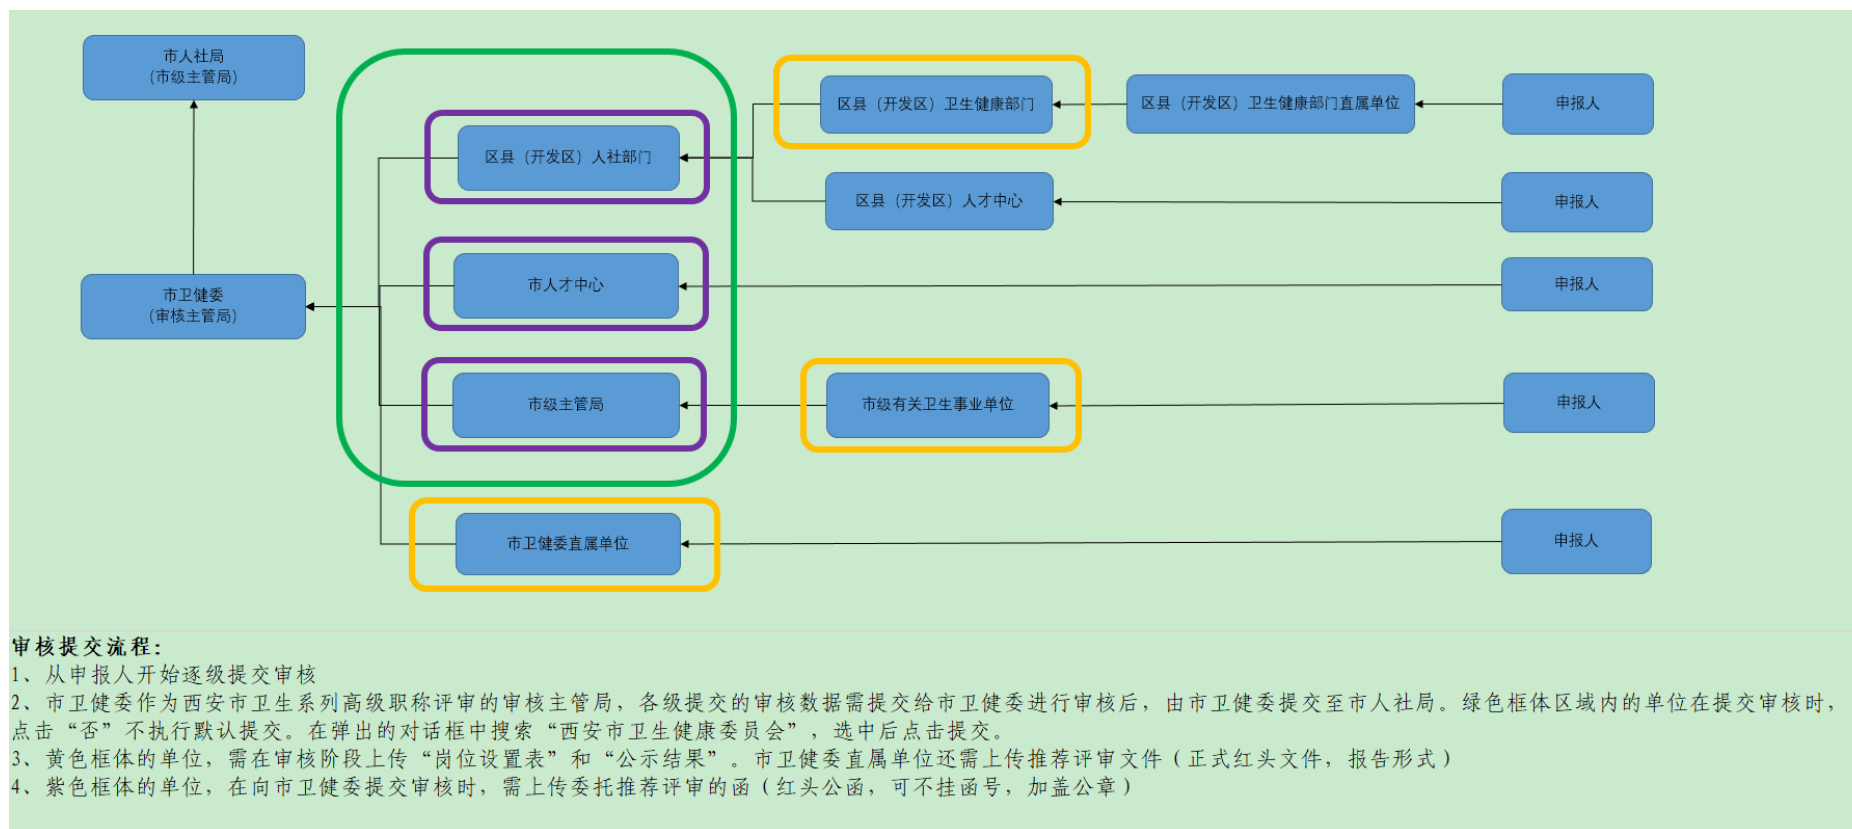 市人社局
（市级主管局）
区县（开发区）卫生健康部门
区县（开发区）卫生健康部门直属单位
申报人
区县（开发区）人社部门
区县（开发区）人才中心
申报人
市人才中心
申报人
市卫健委
（审核主管局）
市级主管局
市级有关卫生事业单位
申报人
市卫健委直属单位
申报人
审核提交流程：
1、从申报人开始逐级提交审核
2、市卫健委作为西安市卫生系列高级职称评审的审核主管局，各级提交的审核数据需提交给市卫健委进行审核后，由市卫健委提交至市人社局。绿色框体区域内的单位在提交审核时，
点击“否”不执行默认提交。在弹出的对话框中搜索“西安市卫生健康委员会”，选中后点击提交。
3、黄色框体的单位，需在审核阶段上传“岗位设置表”和“公示结果”。市卫健委直属单位还需上传推荐评审文件（正式红头文件，报告形式）
4、紫色框体的单位，在向市卫健委提交审核时，需上传委托推荐评审的函（红头公函，可不挂函号，加盖公章）